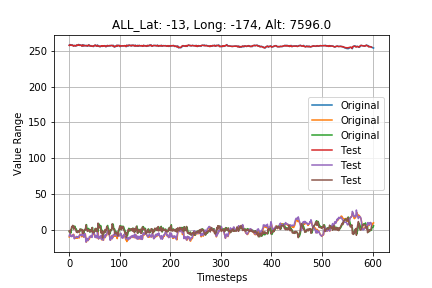 ALL_Lat: -13, Long: -174, Alt: 7596.0
250
200
150
100
50
0
Value Range
Original
Original
Original
Test
Test
Test
0 100 200 300 400 500 600
Timesteps